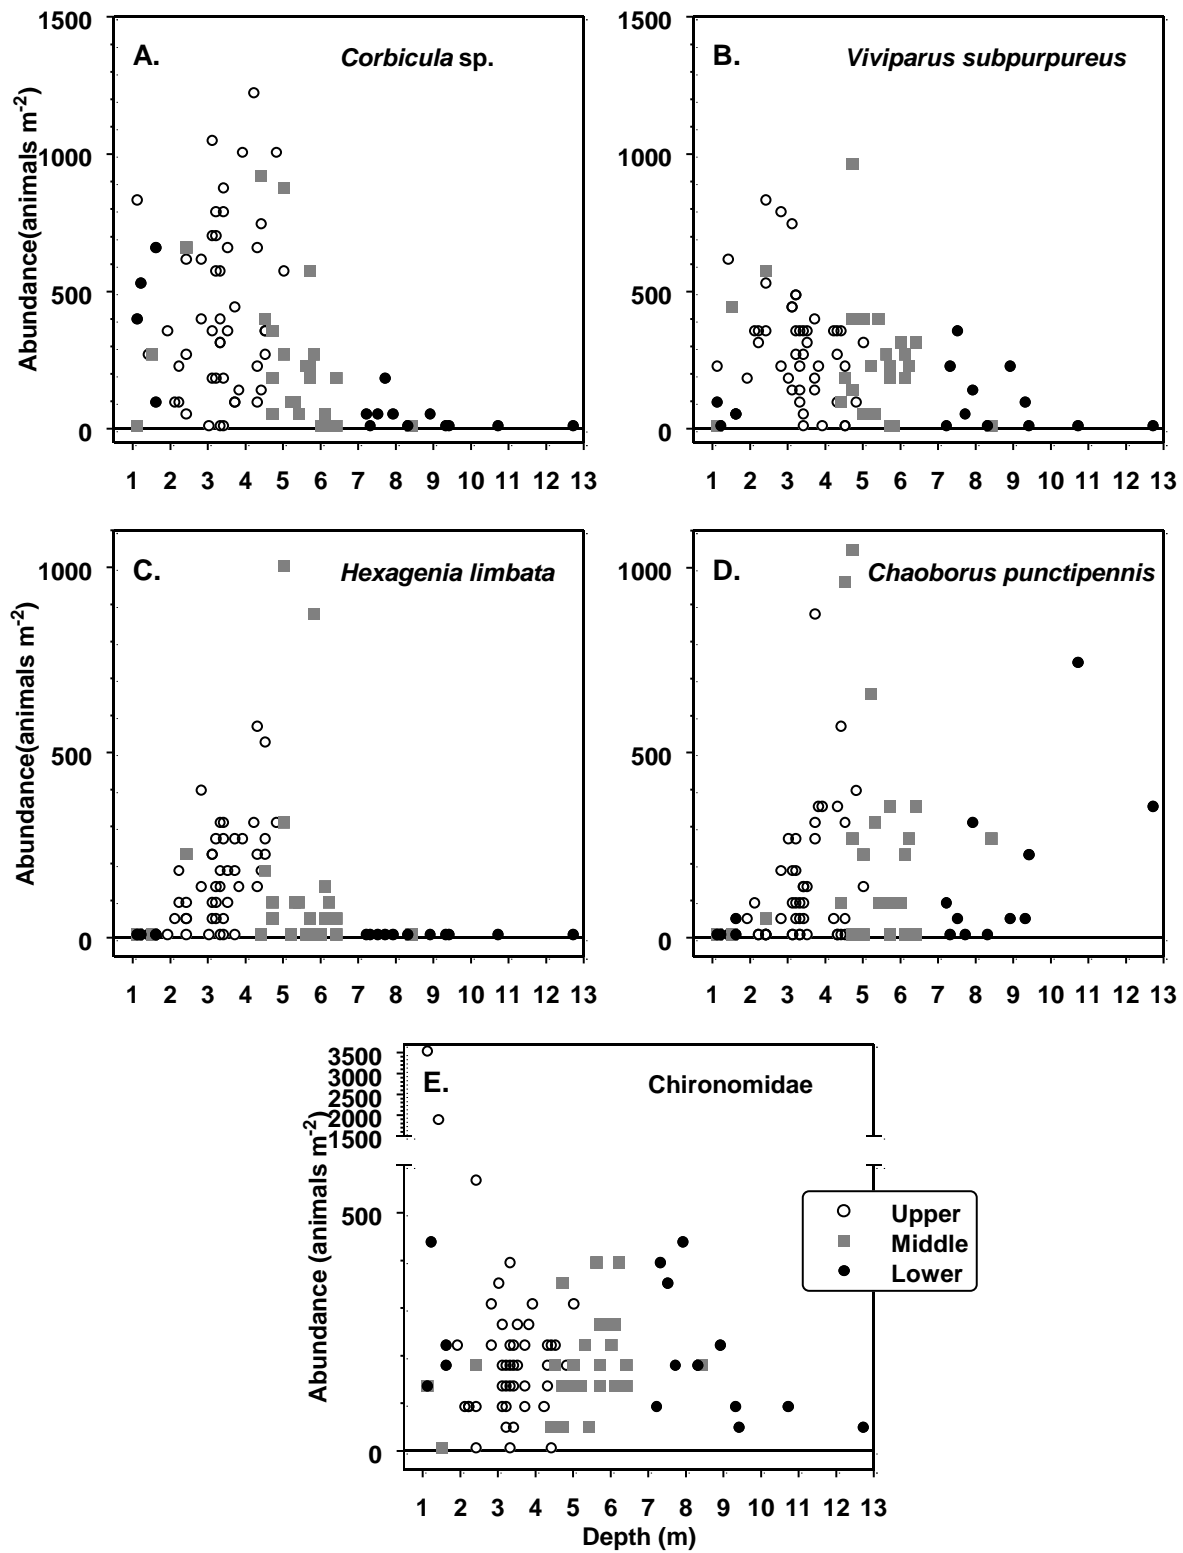 1500
1000
500
0
Abundance(animals m-2)
A.
Corbicula sp.
1 2 3 4 5 6 7 8 9 10 11 12 13
1500
1000
500
0
B.
Viviparus subpurpureus
1 2 3 4 5 6 7 8 9 10 11 12 13
1000
500
0
Abundance(animals m-2)
C.
Hexagenia limbata
1 2 3 4 5 6 7 8 9 10 11 12 13
1000
500
0
D.
Chaoborus punctipennis
1 2 3 4 5 6 7 8 9 10 11 12 13
3500
3000
2500
2000
1500
500
0
Abundance (animals m-2)
E.
Chironomidae
Upper
Middle
Lower
1 2 3 4 5 6 7 8 9 10 11 12 13
Depth (m)